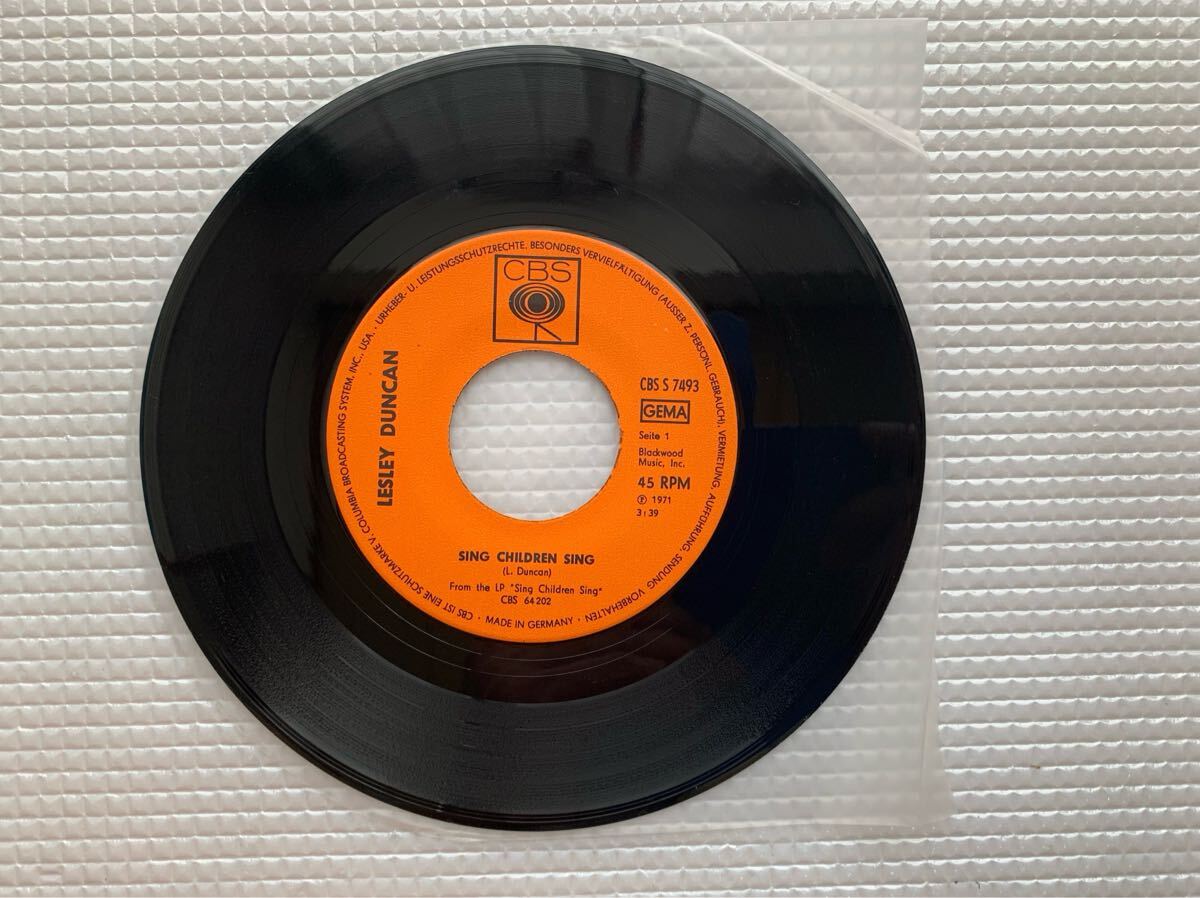 CBS
LESLEY DUNCAN
CBS S 7493
GEMA
Seite 1
Blackwood
Music, Inc.
45 RPM
Ⓟ 1971
3:39
SING CHILDREN SING
(L. Duncan)
From the LP "Sing Children Sing"
CBS 64 202
CBS IST EINE SCHUTZMARKE V. COLUMBIA BROADCASTING SYSTEM, INC., USA. · URHEBER- U. LEISTUNGSSCHUTZRECHTE, BESONDERS VERVIELFÄLTIGUNG (AUSSER Z. PERSÖNL. GEBRAUCH), VERMIETUNG, AUFFÜHRUNG, SENDUNG VORBEHALTEN · MADE IN GERMANY ·